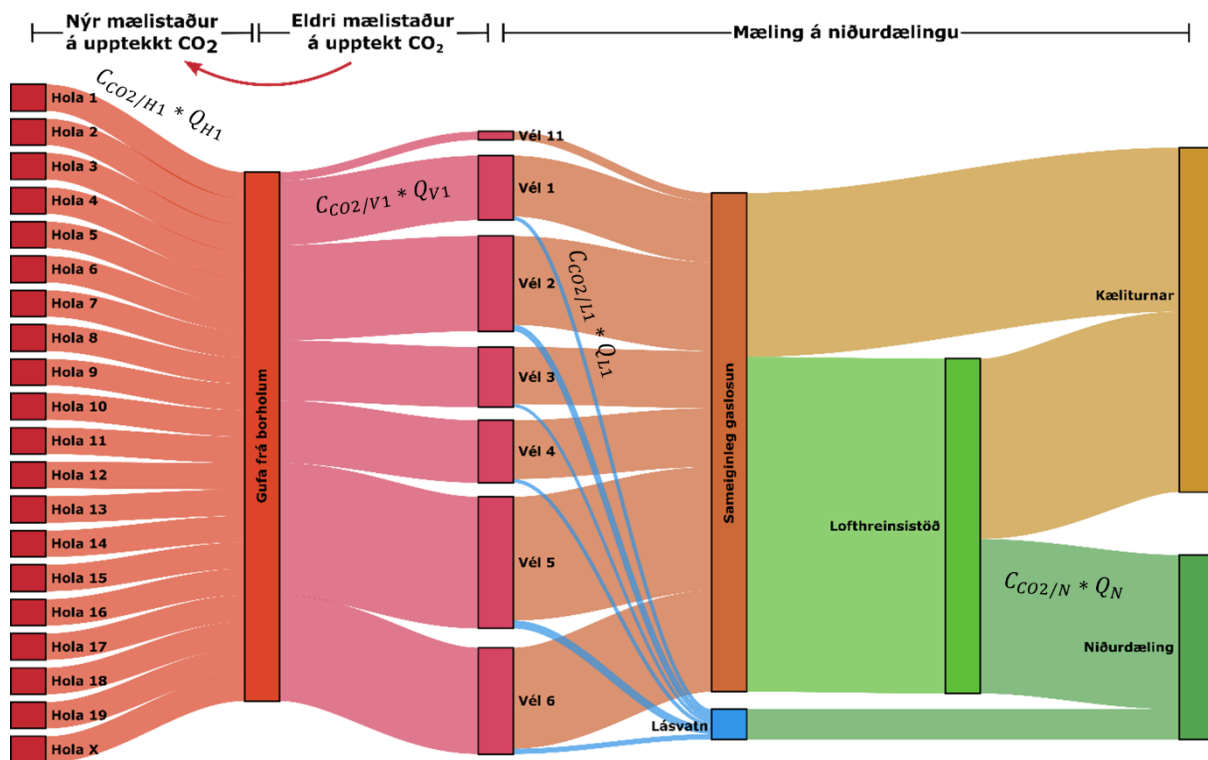 Nýr mælistaður
á upptekkt CO2
Eldri mælistaður
á upptekt CO₂
Mæling á niðurdælingu
C_{CO2/H1} * Q_{H1}
Hola 1
Hola 2
Hola 3
Hola 4
Hola 5
Hola 6
Hola 7
Hola 8
Hola 9
Hola 10
Hola 11
Hola 12
Hola 13
Hola 14
Hola 15
Hola 16
Hola 17
Hola 18
Hola 19
Hola X
Gufa frá borholum
C_{CO2/V1} * Q_{V1}
Vél 11
Vél 1
Vél 2
Vél 3
Vél 4
Vél 5
Vél 6
C_{CO2/L1} * Q_{L1}
Sameiginleg gaslosun
Lásvatn
Lofthreinsistöð
C_{CO2/N} * Q_N
Kæliturnar
Niðurdæling